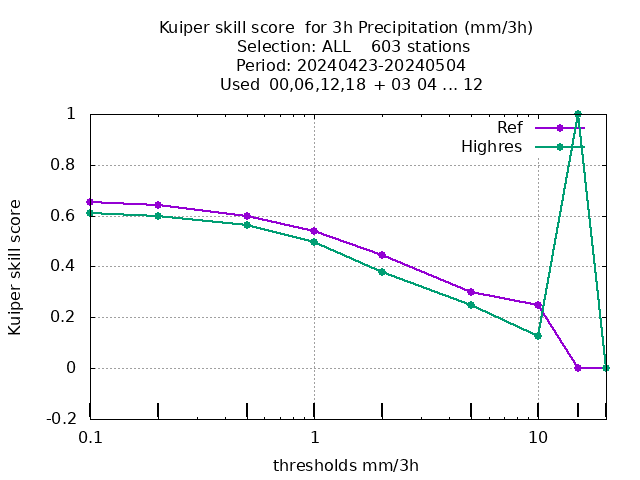 Kuiper skill score  for 3h Precipitation (mm/3h)
Selection: ALL    603 stations
Period: 20240423-20240504
Used  00,06,12,18  + 03 04 ... 12
Ref
Highres
1
0.8
0.6
0.4
0.2
0
-0.2
Kuiper skill score
0.1
1
10
thresholds mm/3h